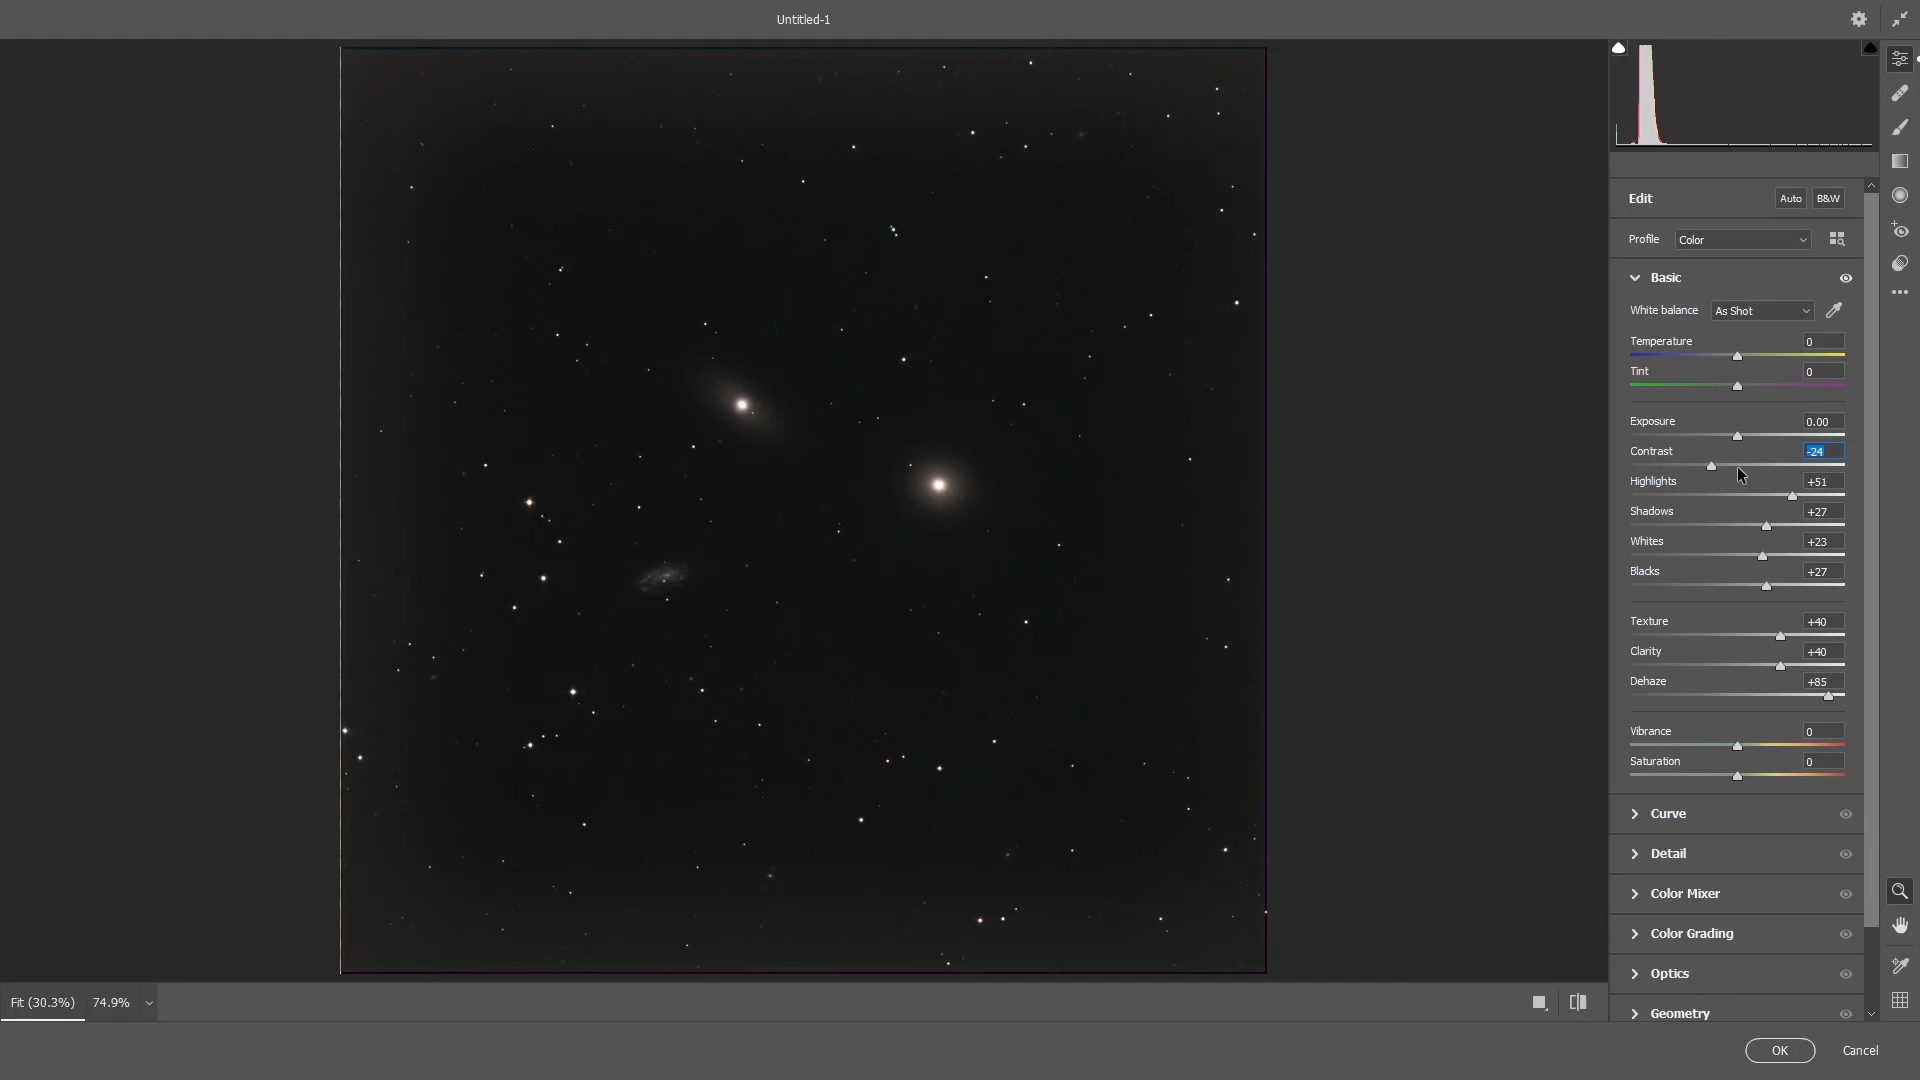 Untitled-1
Edit
Auto
B&W
Profile
Color
Basic
White balance
As Shot
Temperature
0
Tint
0
Exposure
0.00
Contrast
-24
Highlights
+51
Shadows
+27
Whites
+23
Blacks
+27
Texture
+40
Clarity
+40
Dehaze
+85
Vibrance
0
Saturation
0
Curve
Detail
Color Mixer
Color Grading
Optics
Geometry
Fit (30.3%)
74.9%
OK
Cancel